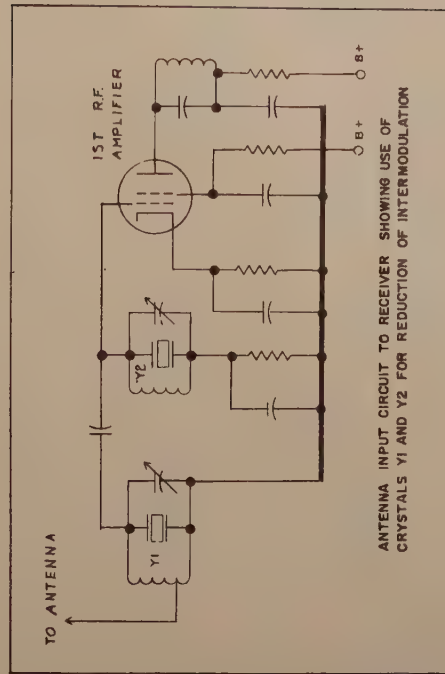 TO ANTENNA
1ST R.F.
AMPLIFIER
Y1
Y2
B+
B+
ANTENNA INPUT CIRCUIT TO RECEIVER SHOWING USE OF
CRYSTALS Y1 AND Y2 FOR REDUCTION OF INTERMODULATION